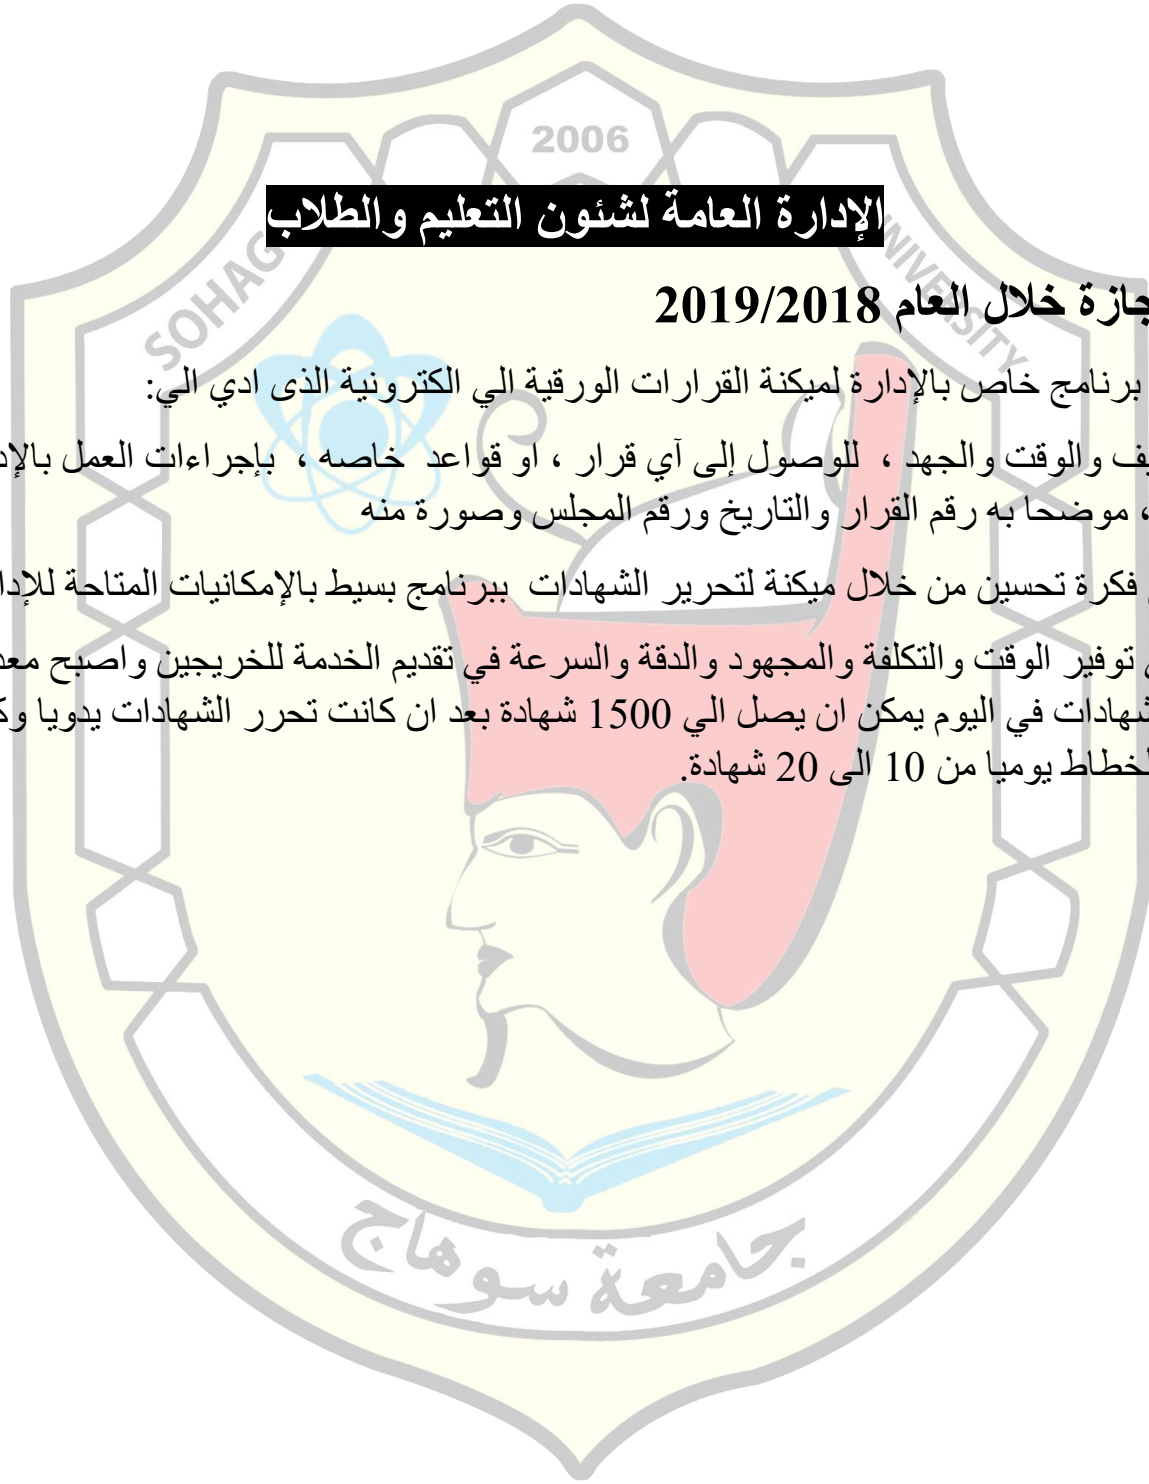 2006
SOHAG
UNIVERSITY
الإدارة العامة لشئون التعليم والطلاب
جازة خلال العام 2019/2018
برنامج خاص بالإدارة لميكنة القرارات الورقية الي الكترونية الذى ادي الي:
يف والوقت والجهد ، للوصول إلى آي قرار ، او قواعد خاصه ، بإجراءات العمل بالإد
، موضحا به رقم القرار والتاريخ ورقم المجلس وصورة منه
فكرة تحسين من خلال ميكنة لتحرير الشهادات ببرنامج بسيط بالإمكانيات المتاحة للإدا
توفير الوقت والتكلفة والمجهود والدقة والسرعة في تقديم الخدمة للخريجين واصبح معد
شهادات في اليوم يمكن ان يصل الي 1500 شهادة بعد ان كانت تحرر الشهادات يدويا وك
لخطاط يوميا من 10 الى 20 شهادة.
جامعة سوهاج